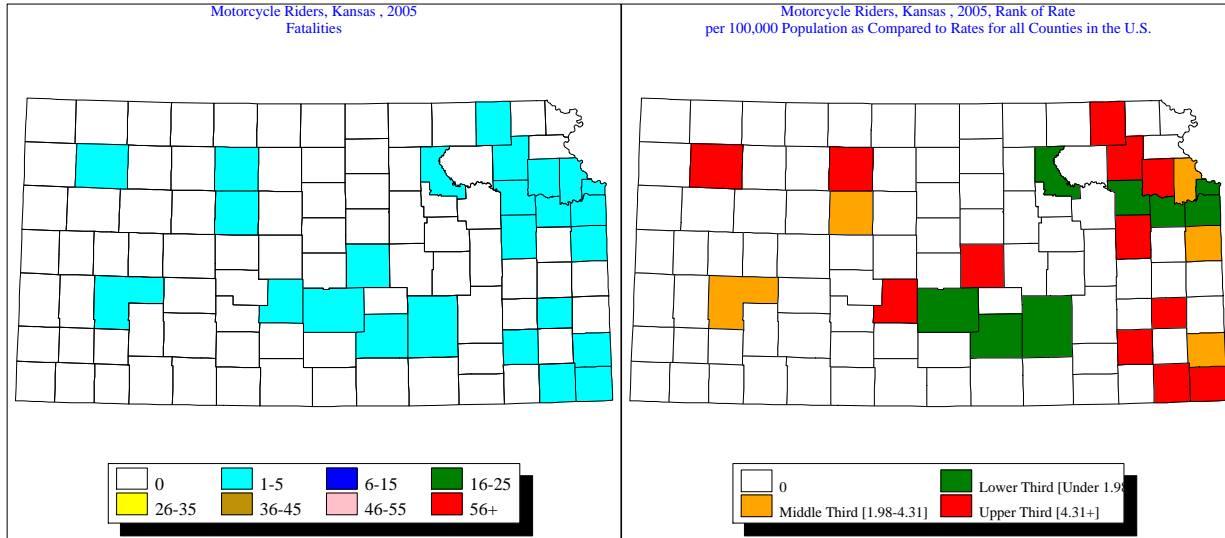 Motorcycle Riders, Kansas , 2005
Fatalities
0
1-5
6-15
16-25
26-35
36-45
46-55
56+
Motorcycle Riders, Kansas , 2005, Rank of Rate
per 100,000 Population as Compared to Rates for all Counties in the U.S.
0
Lower Third [Under 1.98
Middle Third [1.98-4.31]
Upper Third [4.31+]